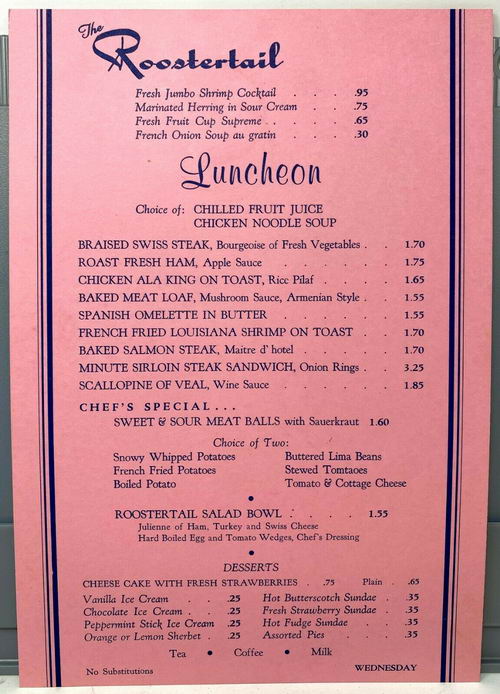 The
Roostertail
Fresh Jumbo Shrimp Cocktail . . . .95
Marinated Herring in Sour Cream . . .75
Fresh Fruit Cup Supreme . . . . .65
French Onion Soup au gratin . . . .30
Luncheon
Choice of: CHILLED FRUIT JUICE
CHICKEN NOODLE SOUP
BRAISED SWISS STEAK, Bourgeoise of Fresh Vegetables . . 1.70
ROAST FRESH HAM, Apple Sauce . . . . . . 1.75
CHICKEN ALA KING ON TOAST, Rice Pilaf . . . . 1.65
BAKED MEAT LOAF, Mushroom Sauce, Armenian Style . . 1.55
SPANISH OMELETTE IN BUTTER . . . . . . 1.55
FRENCH FRIED LOUISIANA SHRIMP ON TOAST . . 1.70
BAKED SALMON STEAK, Maitre d' hotel . . . . . 1.70
MINUTE SIRLOIN STEAK SANDWICH, Onion Rings . . 3.25
SCALLOPINE OF VEAL, Wine Sauce . . . . . . 1.85
CHEF'S SPECIAL...
SWEET & SOUR MEAT BALLS with Sauerkraut 1.60
Choice of Two:
Snowy Whipped Potatoes Buttered Lima Beans
French Fried Potatoes Stewed Tomtaoes
Boiled Potato Tomato & Cottage Cheese
•
ROOSTERTAIL SALAD BOWL . . . . 1.55
Julienne of Ham, Turkey and Swiss Cheese
Hard Boiled Egg and Tomato Wedges, Chef's Dressing
•
DESSERTS
CHEESE CAKE WITH FRESH STRAWBERRIES . .75 Plain . .65
Vanilla Ice Cream . . .25 Hot Butterscotch Sundae . .35
Chocolate Ice Cream . . .25 Fresh Strawberry Sundae . .35
Peppermint Stick Ice Cream .25 Hot Fudge Sundae . . .35
Orange or Lemon Sherbet . .25 Assorted Pies . . . .35
Tea • Coffee • Milk
No Substitutions WEDNESDAY